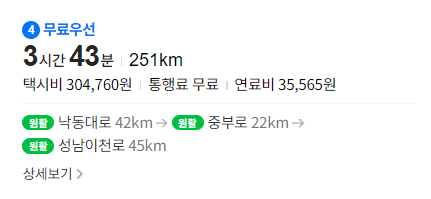 4 무료우선
3시간 43분 251km
택시비 304,760원 통행료 무료 연료비 35,565원
원활 낙동대로 42km → 원활 중부로 22km →
원활 성남이천로 45km
상세보기 >